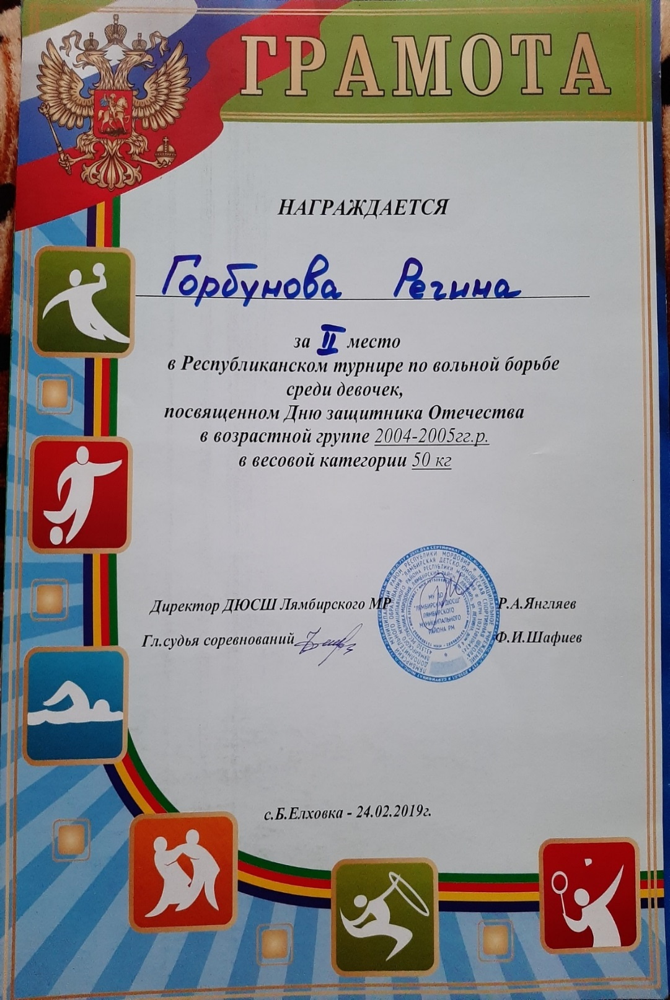 ГРАМОТА
НАГРАЖДАЕТСЯ
Горбунова Регина
за II место
в Республиканском турнире по вольной борьбе
среди девочек,
посвященном Дню защитника Отечества
в возрастной группе 2004-2005гг.р.
в весовой категории 50 кг
Директор ДЮСШ Лямбирского МР Р.А.Янгляев
МУ ДО
"ЛЯМБИРСКАЯ ДЮСШ"
ЛЯМБИРСКОГО
МУНИЦИПАЛЬНОГО
РАЙОНА РМ
Гл.судья соревнований Ф.И.Шафиев
с.Б.Елховка - 24.02.2019г.